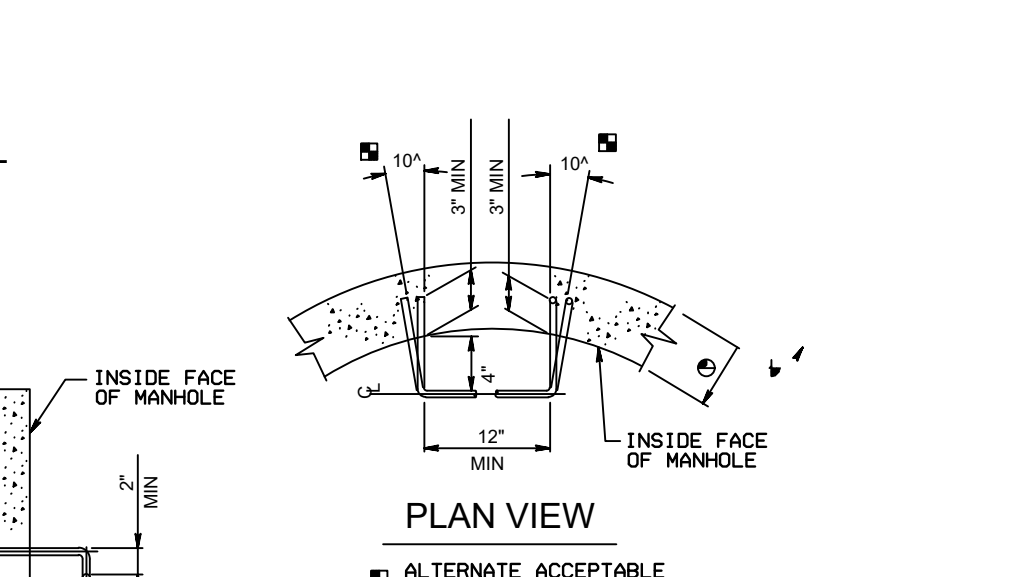 10^
10^
3" MIN
3" MIN
INSIDE FACE
OF MANHOLE
4"
CL
12"
MIN
INSIDE FACE
OF MANHOLE
2"
MIN
PLAN VIEW
ALTERNATE ACCEPTABLE